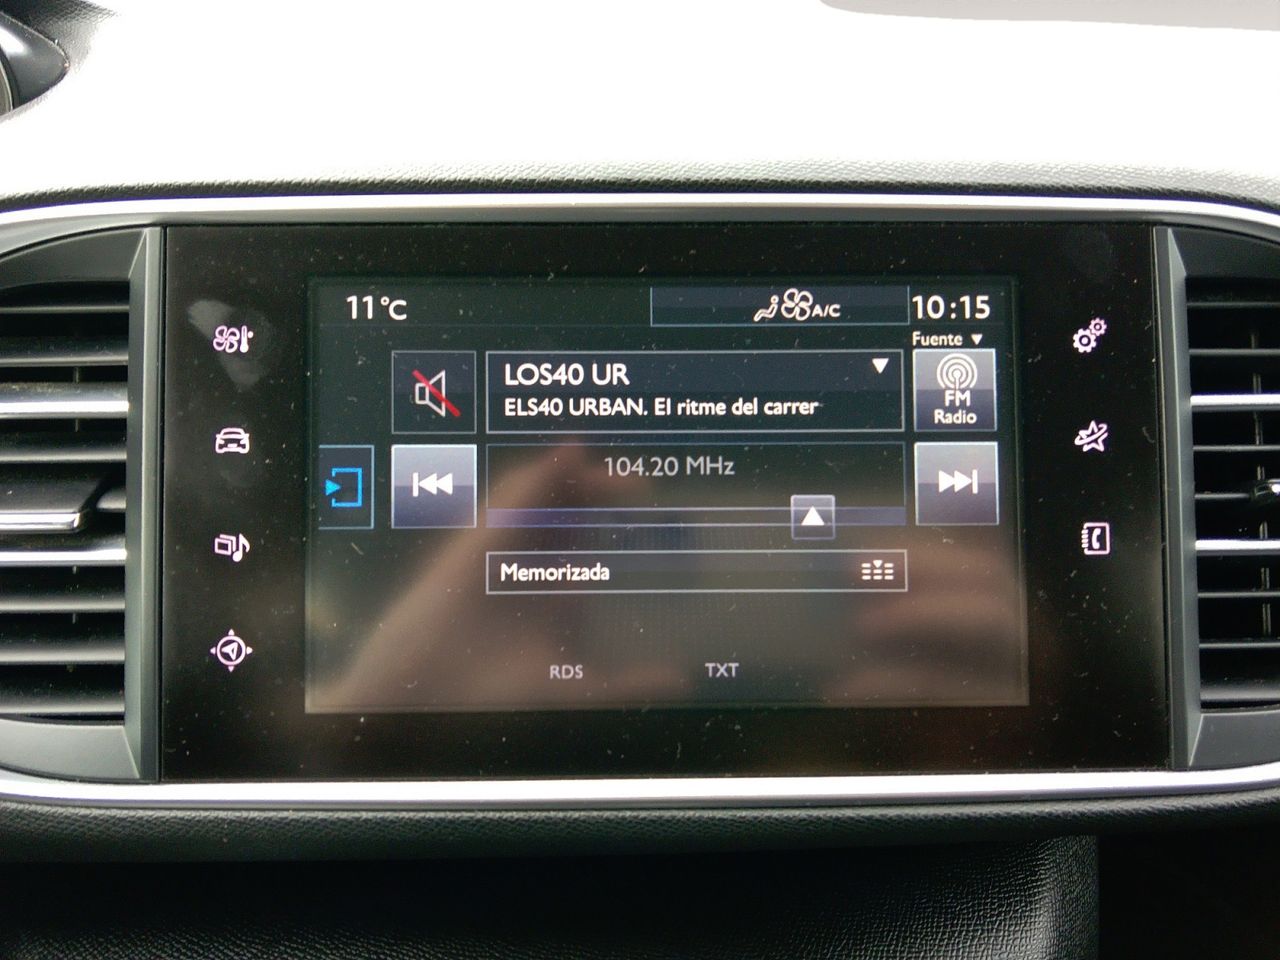 11°C
A/C
10:15
Fuente
LOS40 UR
ELS40 URBAN. El ritme del carrer
FM
Radio
104.20 MHz
Memorizada
RDS
TXT